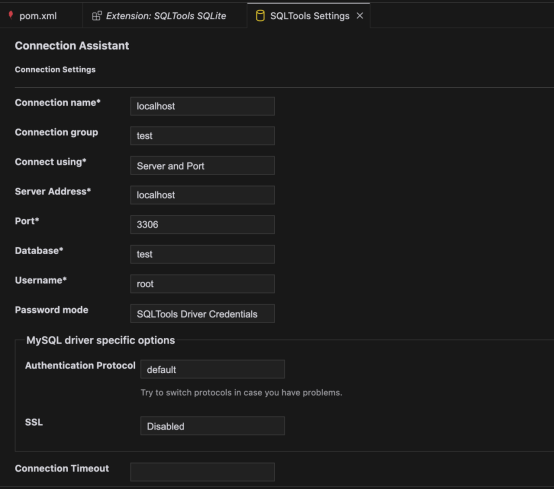 pom.xml
Extension: SQLTools SQLite
SQLTools Settings
Connection Assistant
Connection Settings
Connection name*
localhost
Connection group
test
Connect using*
Server and Port
Server Address*
localhost
Port*
3306
Database*
test
Username*
root
Password mode
SQLTools Driver Credentials
MySQL driver specific options
Authentication Protocol
default
Try to switch protocols in case you have problems.
SSL
Disabled
Connection Timeout